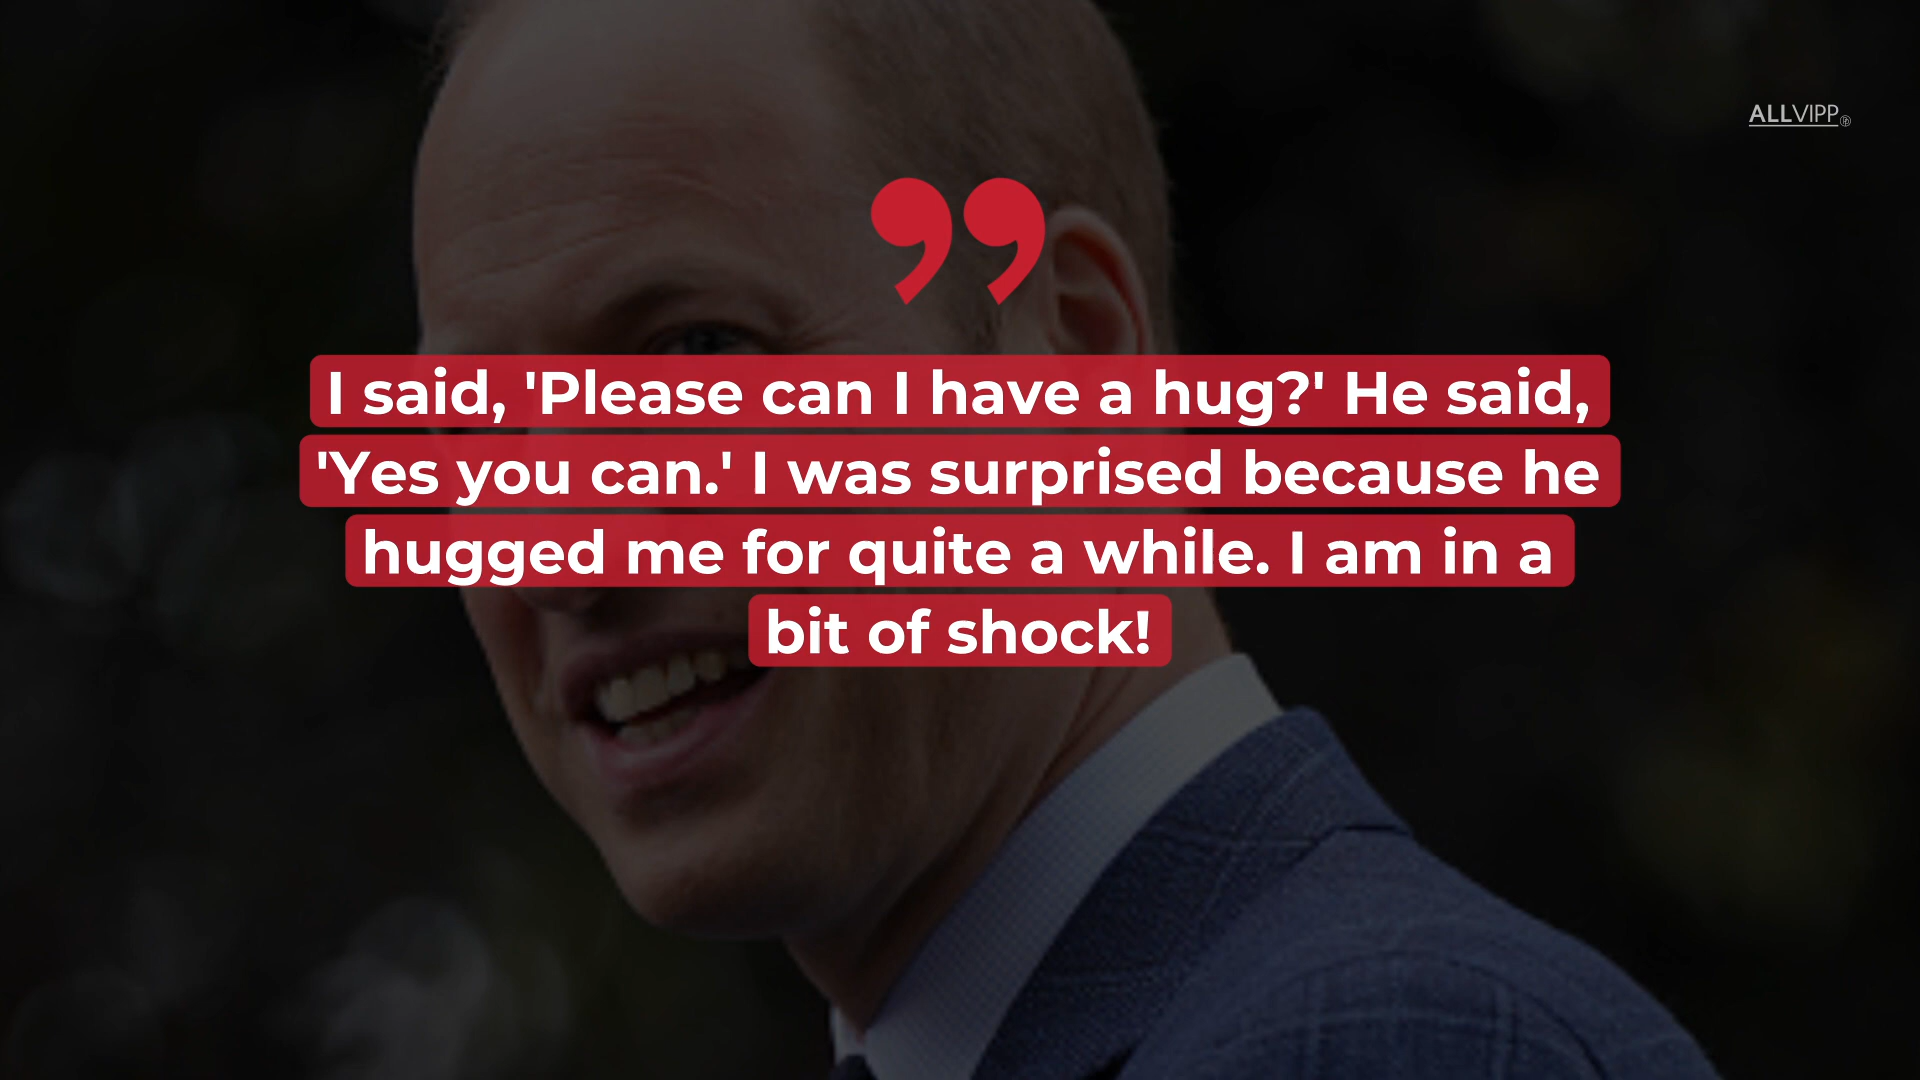 ALLVIPP
”
I said, 'Please can I have a hug?' He said,
'Yes you can.' I was surprised because he
hugged me for quite a while. I am in a
bit of shock!